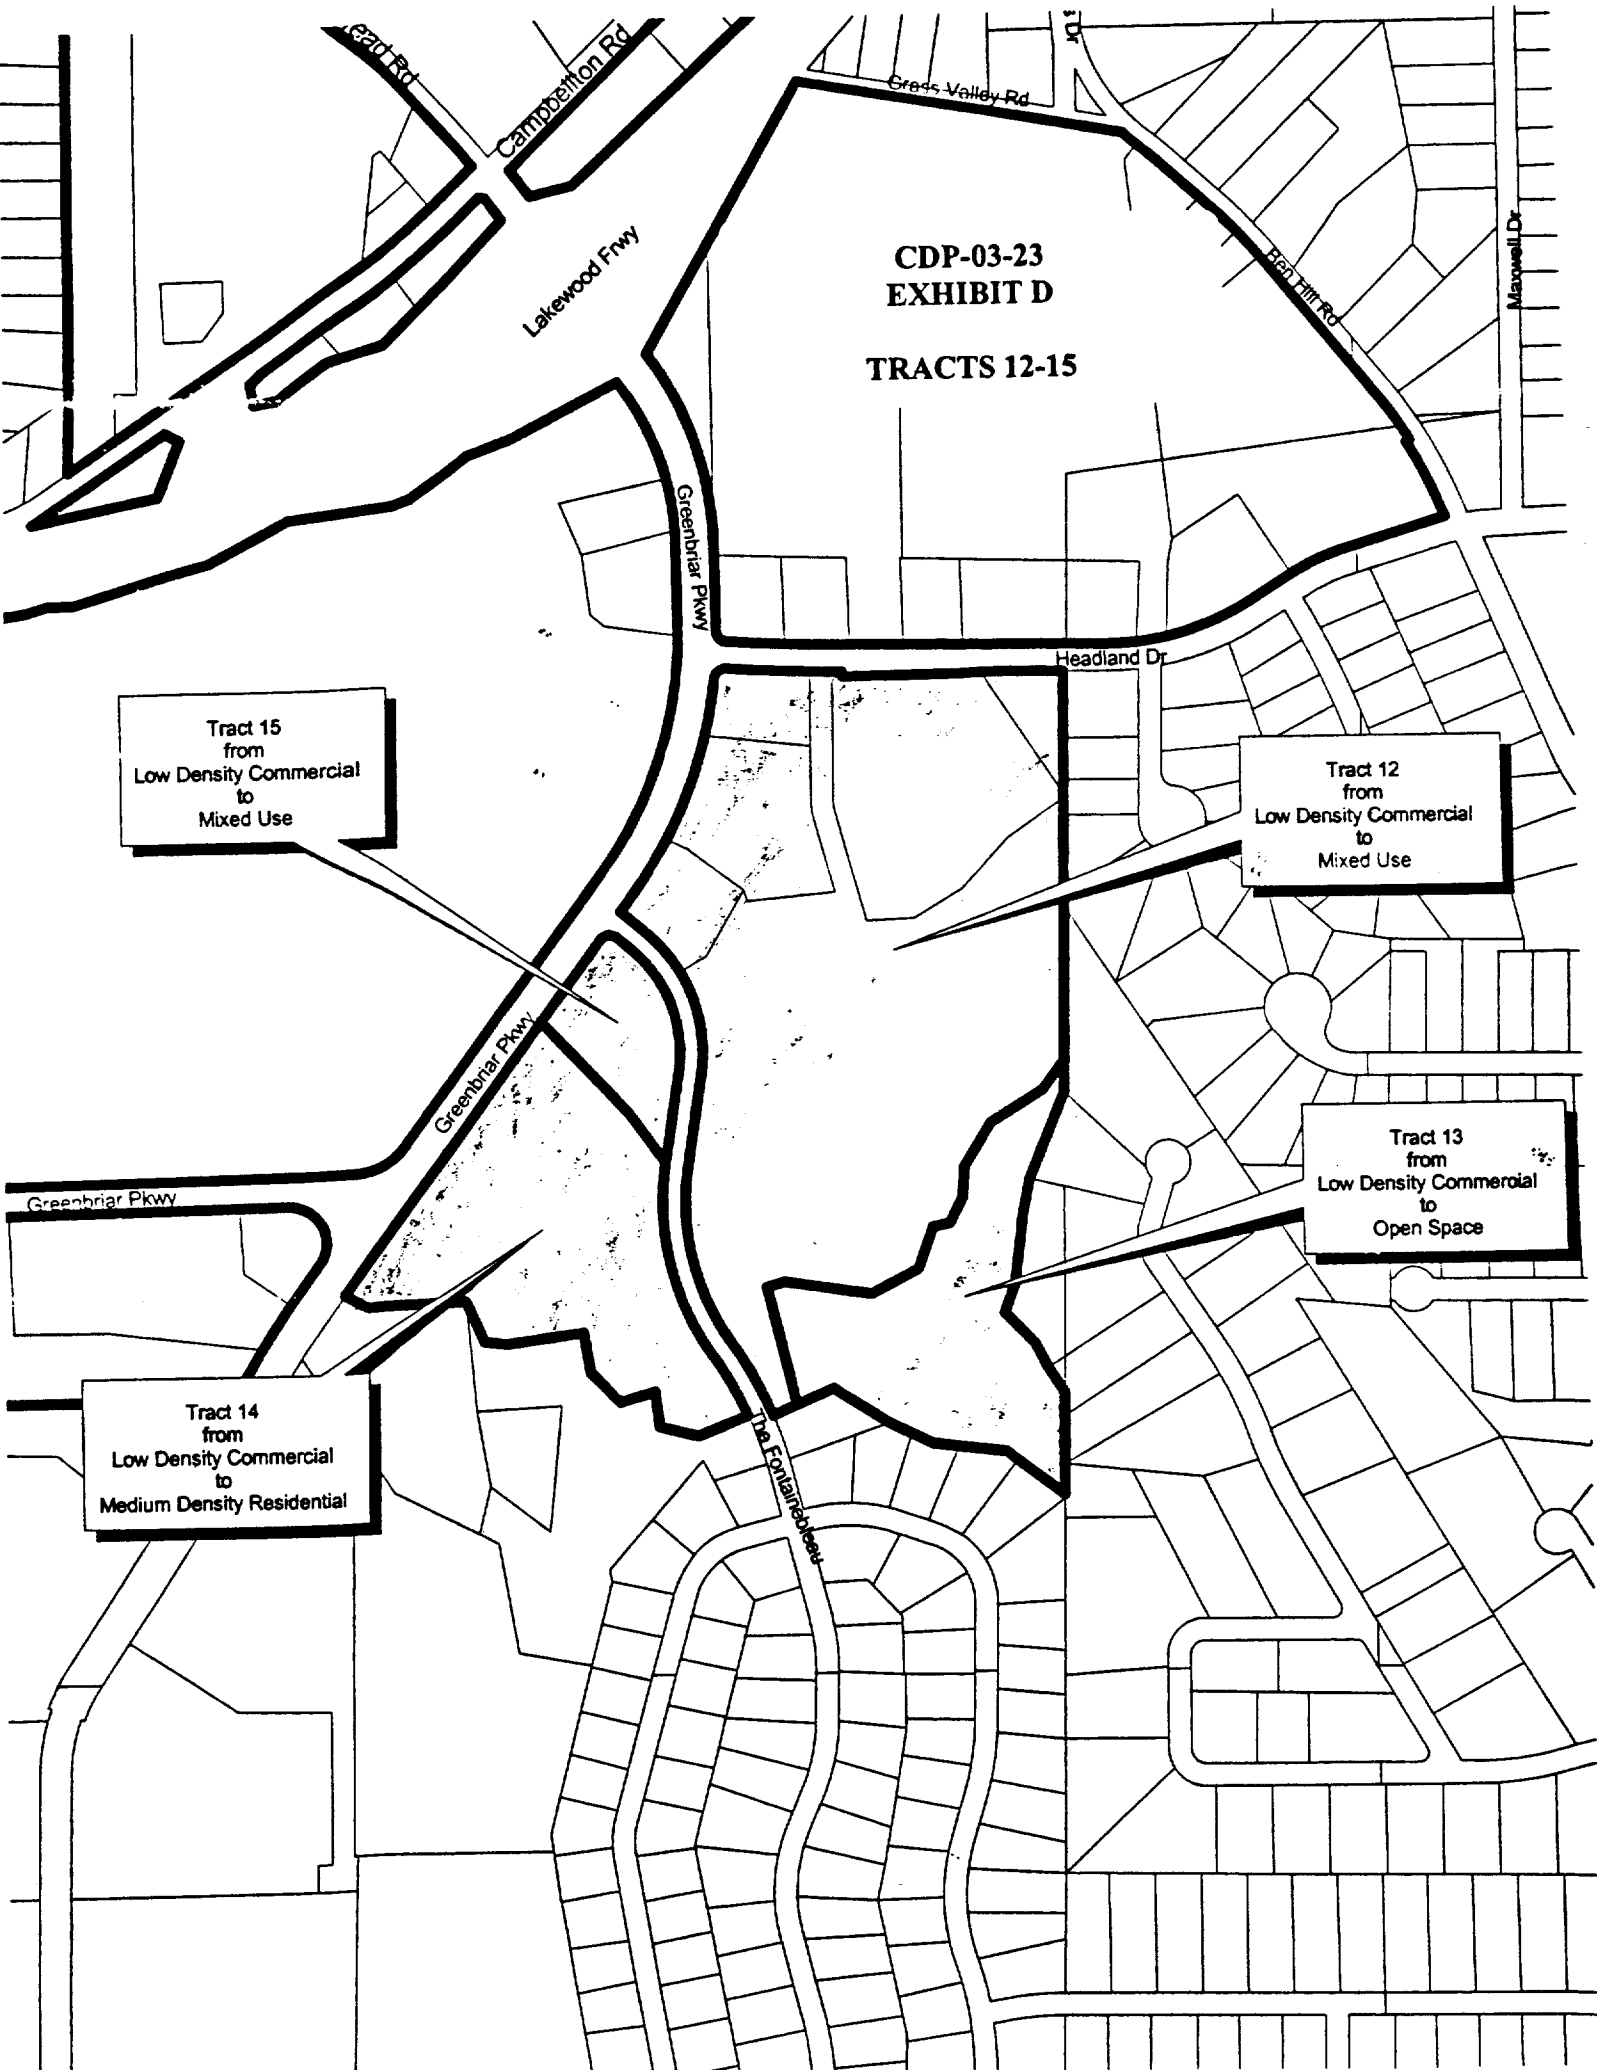 Campbellton Rd
Grass Valley Rd
Lakewood Frwy
CDP-03-23
EXHIBIT D
TRACTS 12-15
Ben Hill Rd
Maxwell Dr
Greenbriar Pkwy
Headland Dr
Tract 15
from
Low Density Commercial
to
Mixed Use
Tract 12
from
Low Density Commercial
to
Mixed Use
Greenbriar Pkwy
Tract 13
from
Low Density Commercial
to
Open Space
Greenbriar Pkwy
Tract 14
from
Low Density Commercial
to
Medium Density Residential
The Fontainebleau